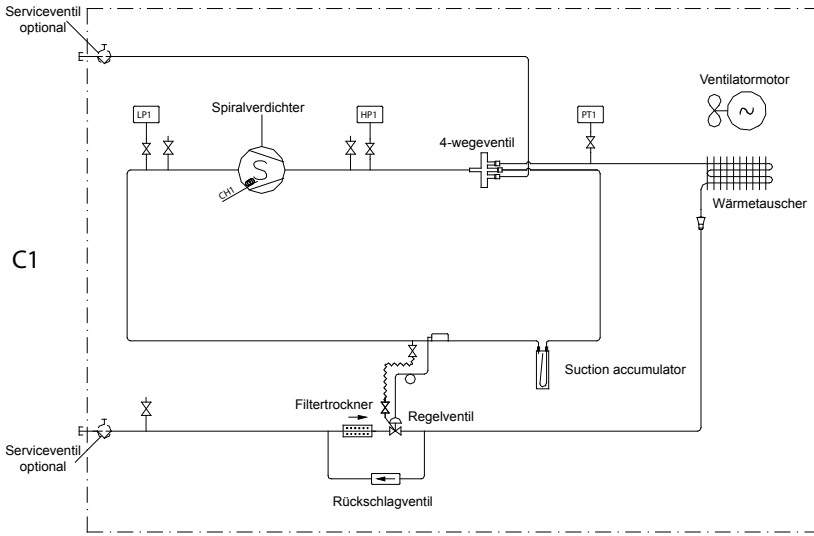 Serviceventil
optional
Ventilatormotor
Spiralverdichter
LP1
HP1
PT1
4-wegeventil
S
~
CH1
Wärmetauscher
C1
Suction accumulator
Filtertrockner
Regelventil
Serviceventil
optional
Rückschlagventil